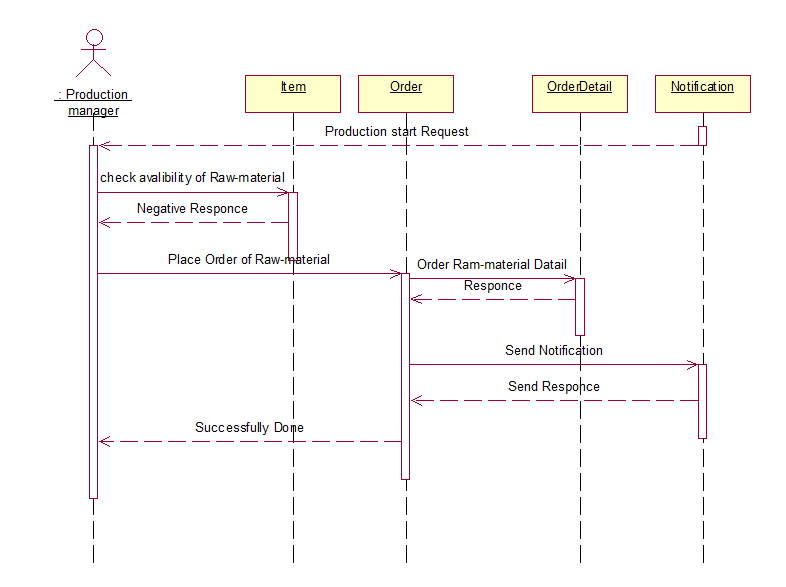 : Production
manager
Item
Order
OrderDetail
Notification
Production start Request
check avalibility of Raw-material
Negative Responce
Place Order of Raw-material
Order Ram-material Datail
Responce
Send Notification
Send Responce
Successfully Done